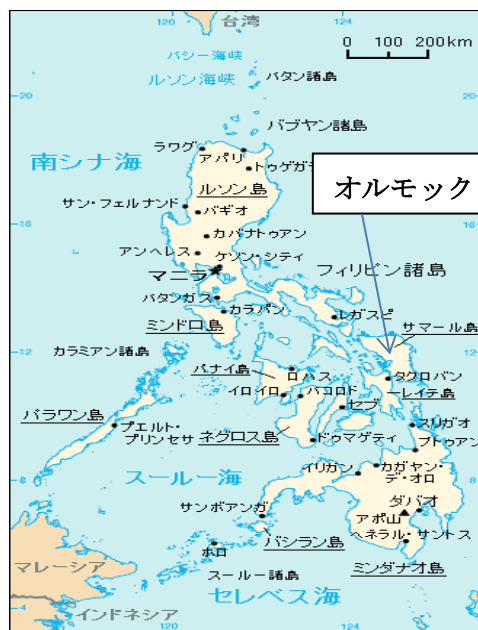 120
台湾
124
0 100 200km
バシー海峡
ルソン海峡
バタン諸島
20
20
バブヤン諸島
ラワグ
アパリ
トゥゲガラ
南シナ海
ルソン島
オルモック
サン・フェルナンド
バギオ
16
カバナトゥアン
アンヘレス
ケソン・シティ
マニラ
フィリピン諸島
バタンガス
カラパン
レガスピ
ミンドロ島
サマール島
12
12
カラミアン諸島
パナイ島
ロハス
タクロバン
イロイロ
バコロド
セブ
レイテ島
パラワン島
プエルト・
プリンセサ
ネグロス島
ドゥマゲティ
スリガオ
ブトゥアン
スールー海
イリガン
カガヤン・
デ・オロ
8
8
サンボアンガ
ダバオ
アポ山
ヘネラル・サントス
ホロ
バシラン島
マレーシア
スールー諸島
ミンダナオ島
セレベス海
4
インドネシア
120
124